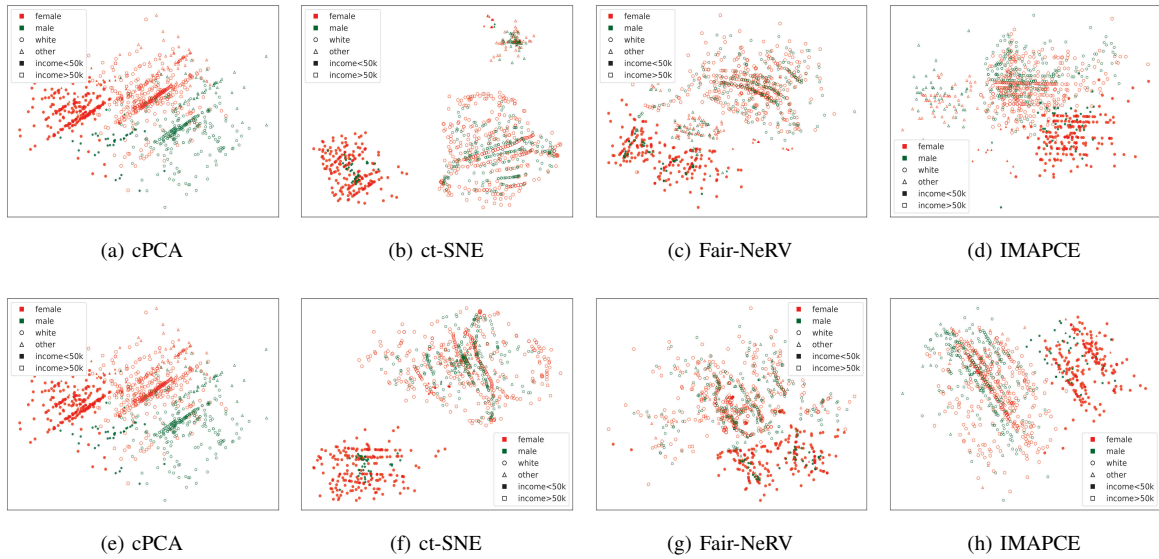 female
male
white
other
income<50k
income>50k
(a) cPCA
female
male
white
other
income<50k
income>50k
(b) ct-SNE
female
male
white
other
income<50k
income>50k
(c) Fair-NeRV
female
male
white
other
income<50k
income>50k
(d) IMAPCE
female
male
white
other
income<50k
income>50k
(e) cPCA
female
male
white
other
income<50k
income>50k
(f) ct-SNE
female
male
white
other
income<50k
income>50k
(g) Fair-NeRV
female
male
white
other
income<50k
income>50k
(h) IMAPCE